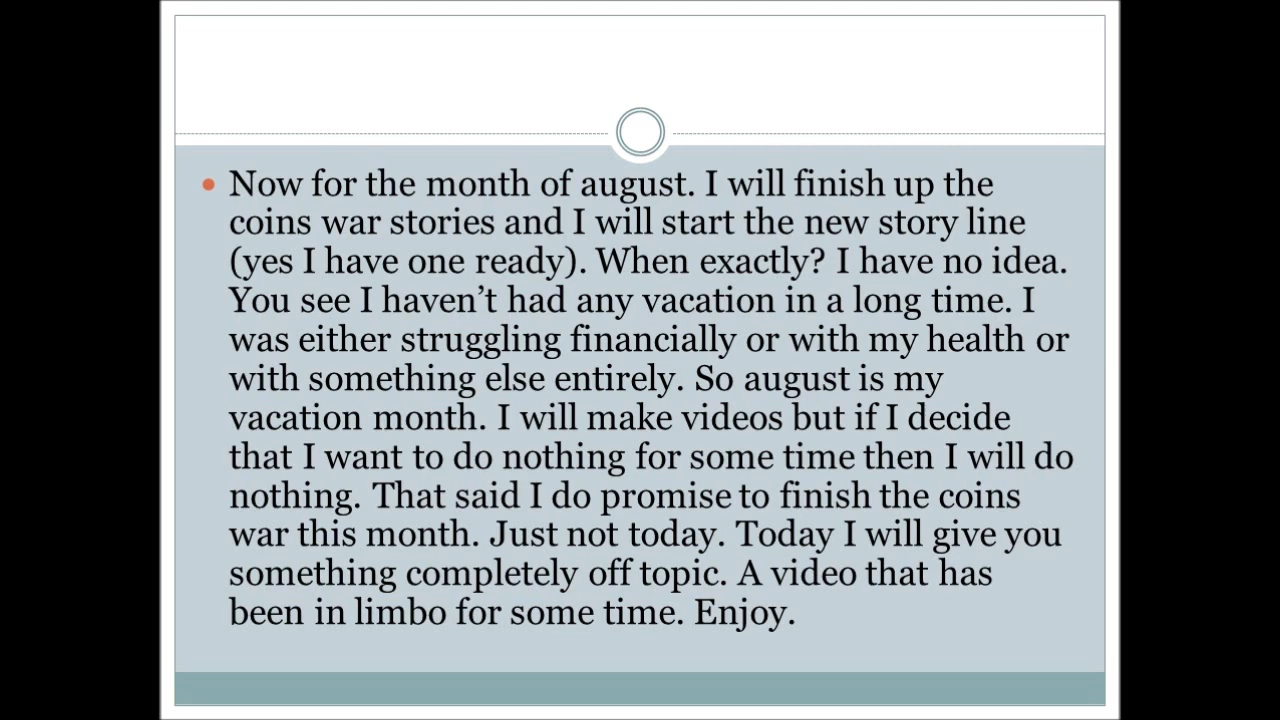 Now for the month of august. I will finish up the
coins war stories and I will start the new story line
(yes I have one ready). When exactly? I have no idea.
You see I haven’t had any vacation in a long time. I
was either struggling financially or with my health or
with something else entirely. So august is my
vacation month. I will make videos but if I decide
that I want to do nothing for some time then I will do
nothing. That said I do promise to finish the coins
war this month. Just not today. Today I will give you
something completely off topic. A video that has
been in limbo for some time. Enjoy.